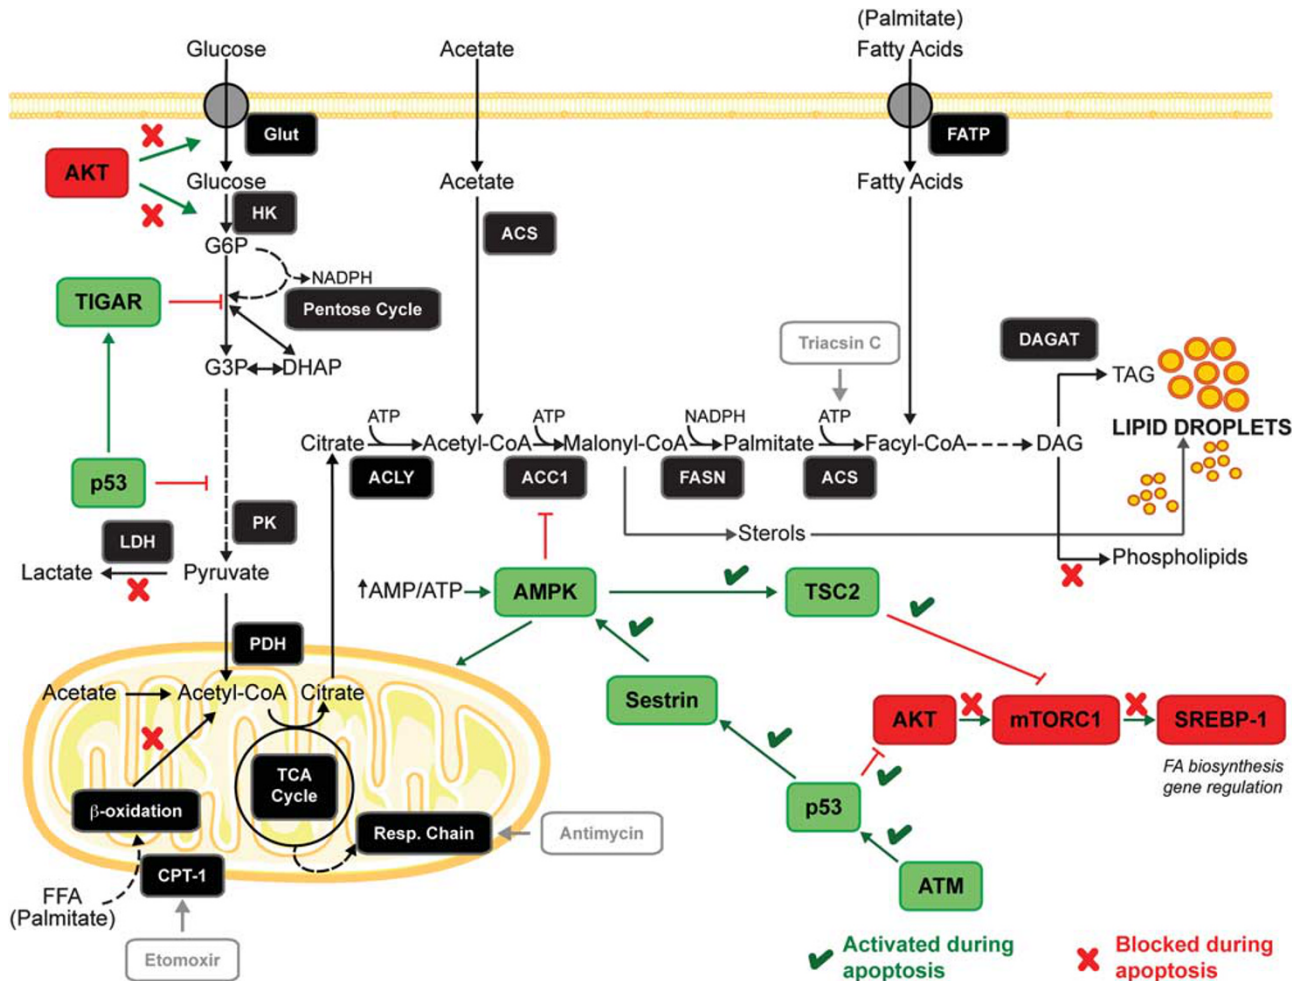 (Palmitate)
Glucose
Acetate
Fatty Acids
Glut
FATP
AKT
Glucose
Acetate
Fatty Acids
HK
ACS
G6P
NADPH
TIGAR
Pentose Cycle
Triacsin C
DAGAT
G3P
DHAP
TAG
ATP
ATP
NADPH
ATP
LIPID DROPLETS
Citrate
Acetyl-CoA
Malonyl-CoA
Palmitate
Facyl-CoA
DAG
p53
ACLY
ACC1
FASN
ACS
PK
LDH
Sterols
Lactate
Pyruvate
Phospholipids
↑AMP/ATP
AMPK
TSC2
PDH
Acetate
Acetyl-CoA
Citrate
Sestrin
AKT
mTORC1
SREBP-1
FA biosynthesis
gene regulation
TCA
Cycle
β-oxidation
p53
Resp. Chain
Antimycin
CPT-1
ATM
FFA
(Palmitate)
Etomoxir
Activated during
apoptosis
Blocked during
apoptosis